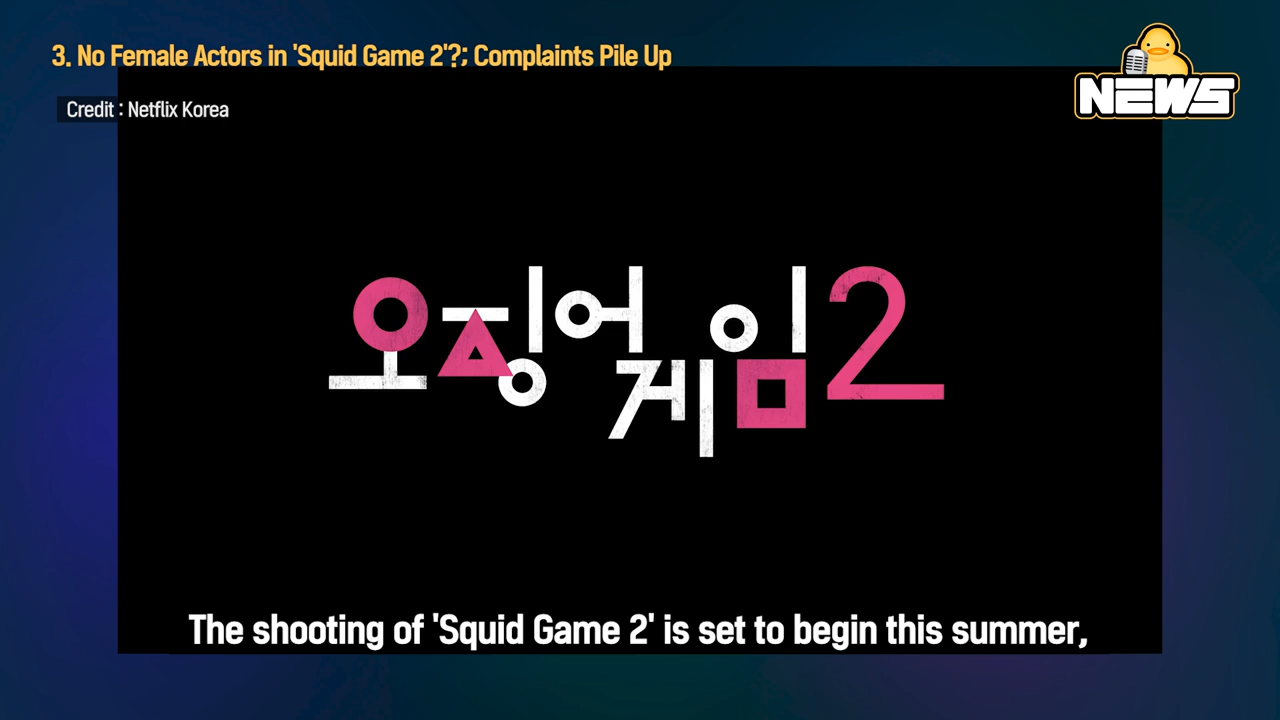 3. No Female Actors in 'Squid Game 2'?; Complaints Pile Up
NEWS
Credit : Netflix Korea
오징어
게임2
The shooting of 'Squid Game 2' is set to begin this summer,